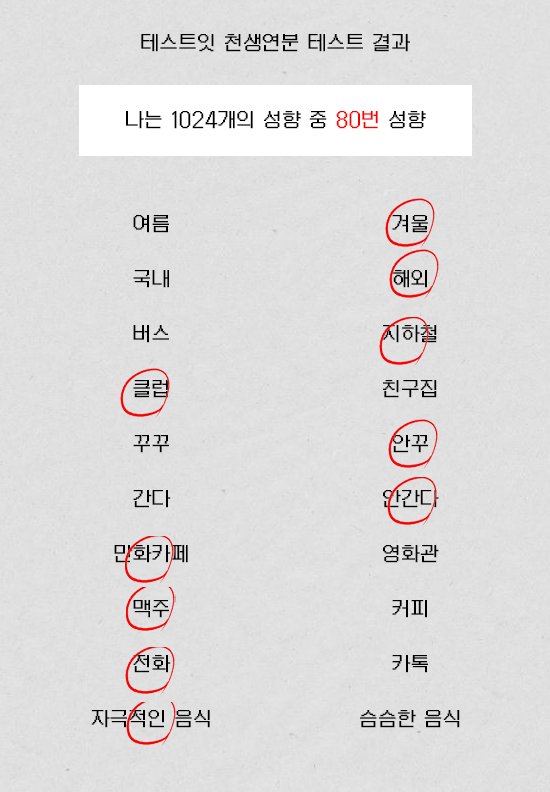 테스트잇 천생연분 테스트 결과
나는 1024개의 성향 중 80번 성향
여름 겨울
국내 해외
버스 지하철
클럽 친구집
꾸꾸 안꾸
간다 안간다
만화카페 영화관
맥주 커피
전화 카톡
자극적인 음식 슴슴한 음식